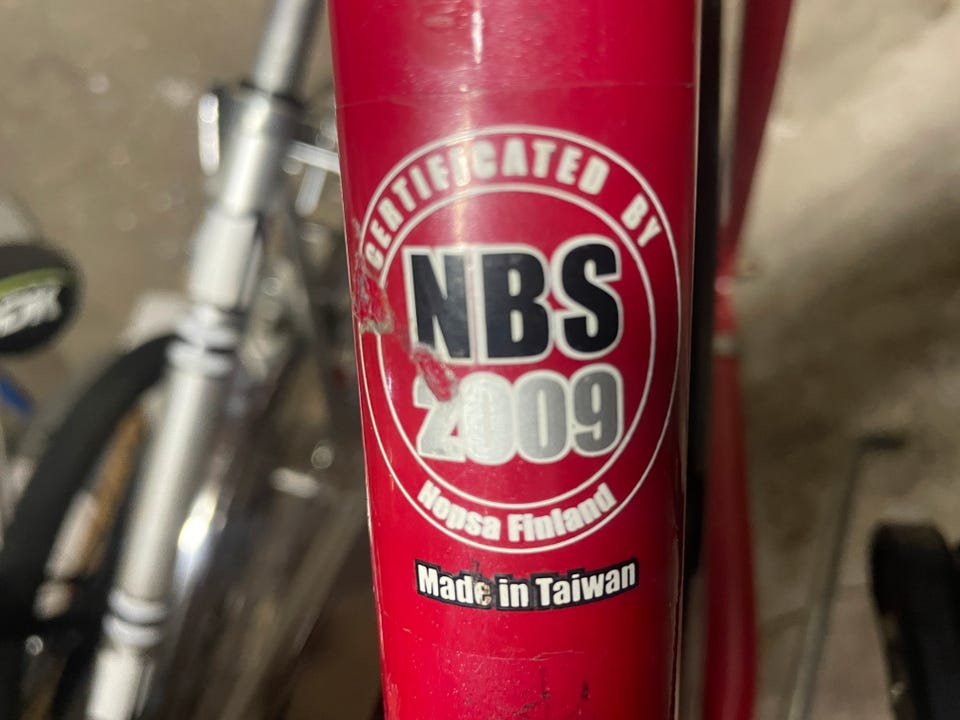 CERTIFICATED BY
NBS
2009
Nopsa Finland
Made in Taiwan